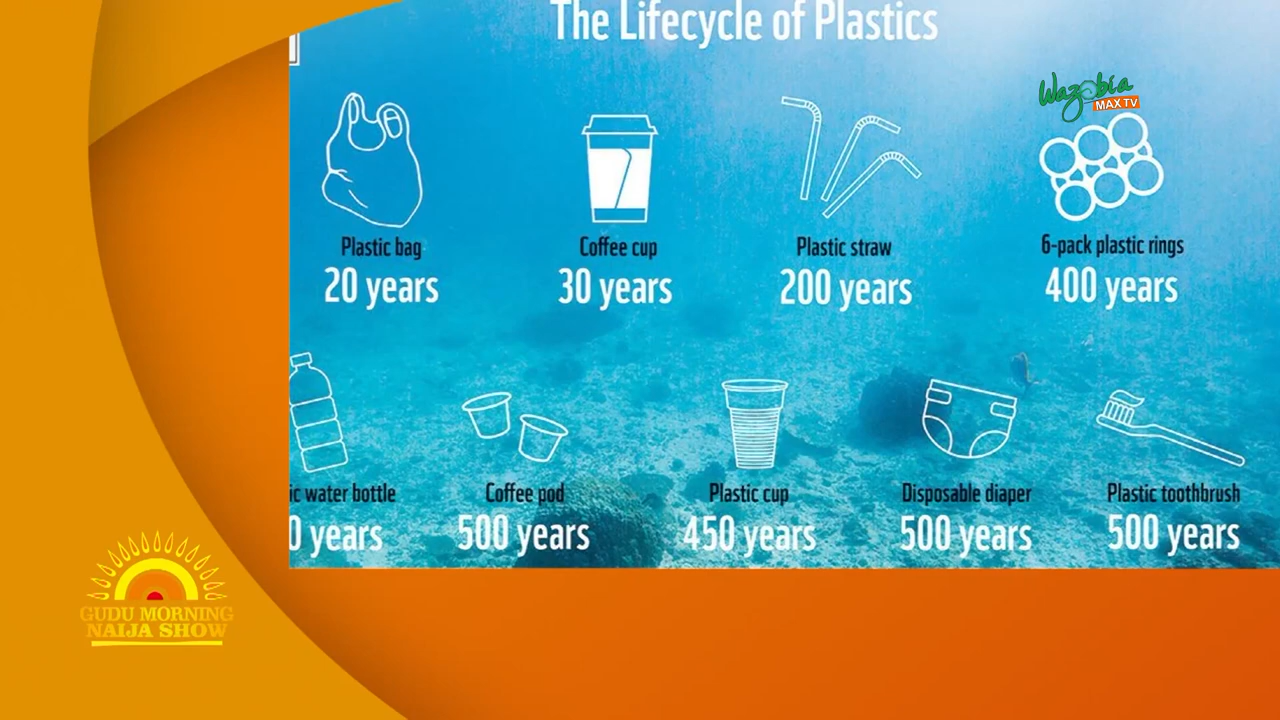 The Lifecycle of Plastics
Wazobia
MAX TV
Plastic bag
20 years
Coffee cup
30 years
Plastic straw
200 years
6-pack plastic rings
400 years
ic water bottle
0 years
Coffee pod
500 years
Plastic cup
450 years
Disposable diaper
500 years
Plastic toothbrush
500 years
GUDU MORNING
NAIJA SHOW